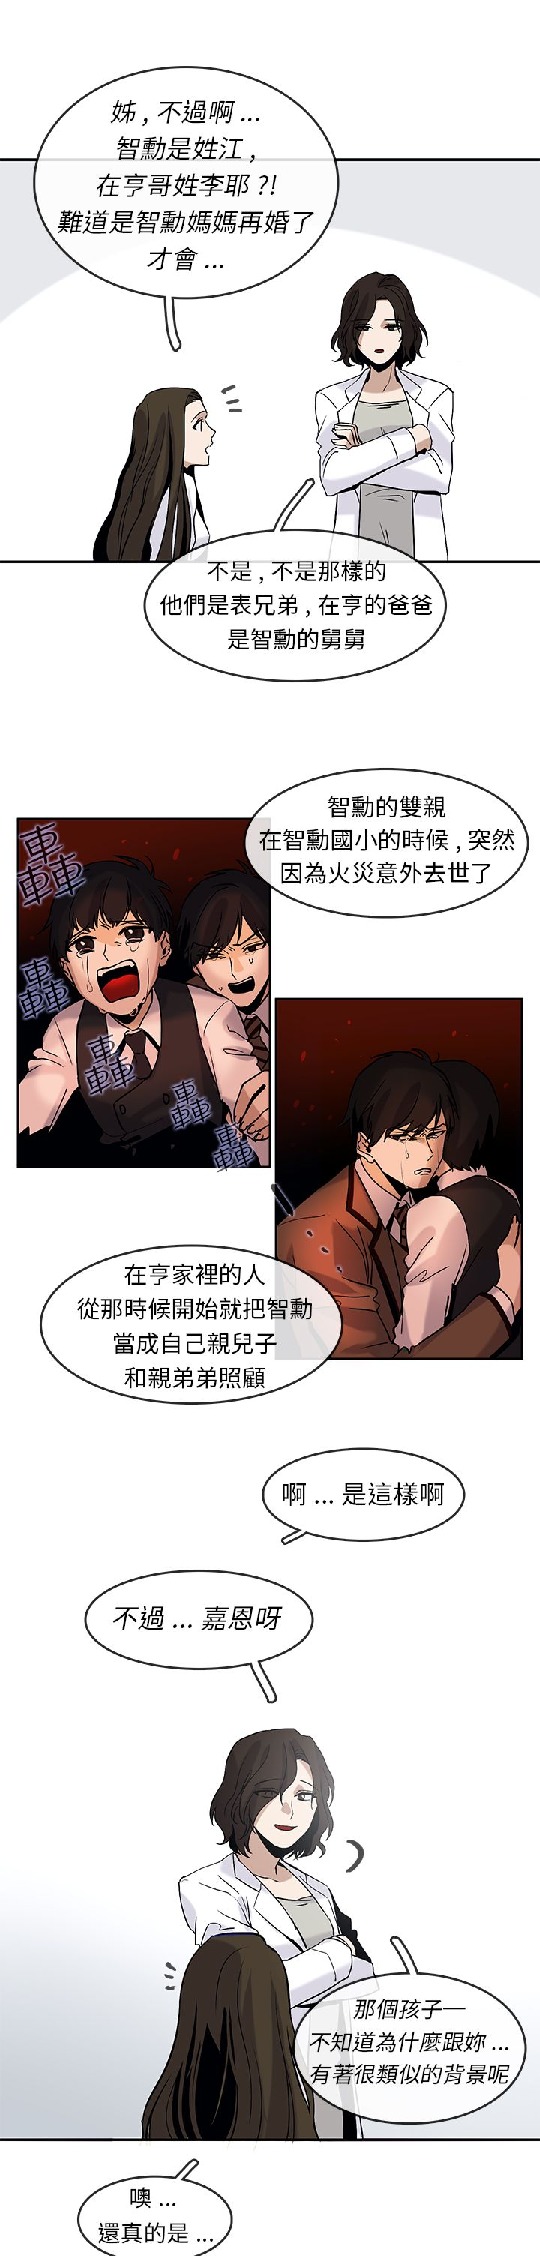 姊，不過啊...
智勳是姓江，
在亨哥姓李耶?!
難道是智勳媽媽再婚了
才會...
不是，不是那樣的
他們是表兄弟，在亨的爸爸
是智勳的舅舅
智勳的雙親
在智勳國小的時候，突然
因為火災意外去世了
轟
轟
轟
轟
轟
在亨家裡的人
從那時候開始就把智勳
當成自己親兒子
和親弟弟照顧
啊...是這樣啊
不過...嘉恩呀
那個孩子—
不知道為什麼跟妳...
有著很類似的背景呢
噢...
還真的是...